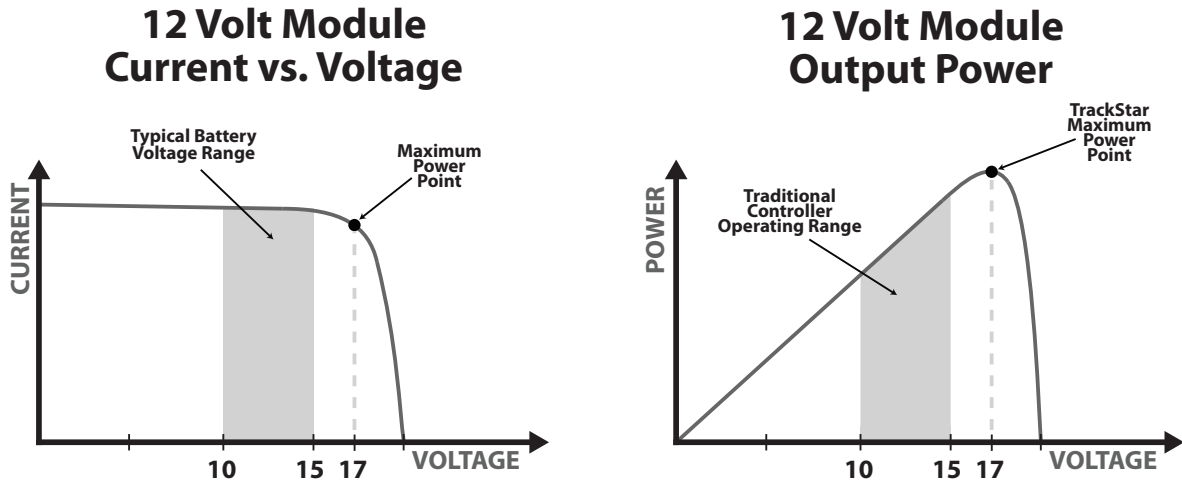 12 Volt Module
Current vs. Voltage
Typical Battery
Voltage Range
Maximum
Power
Point
CURRENT
10
15
17
VOLTAGE
12 Volt Module
Output Power
TrackStar
Maximum
Power
Point
Traditional
Controller
Operating Range
POWER
10
15
17
VOLTAGE